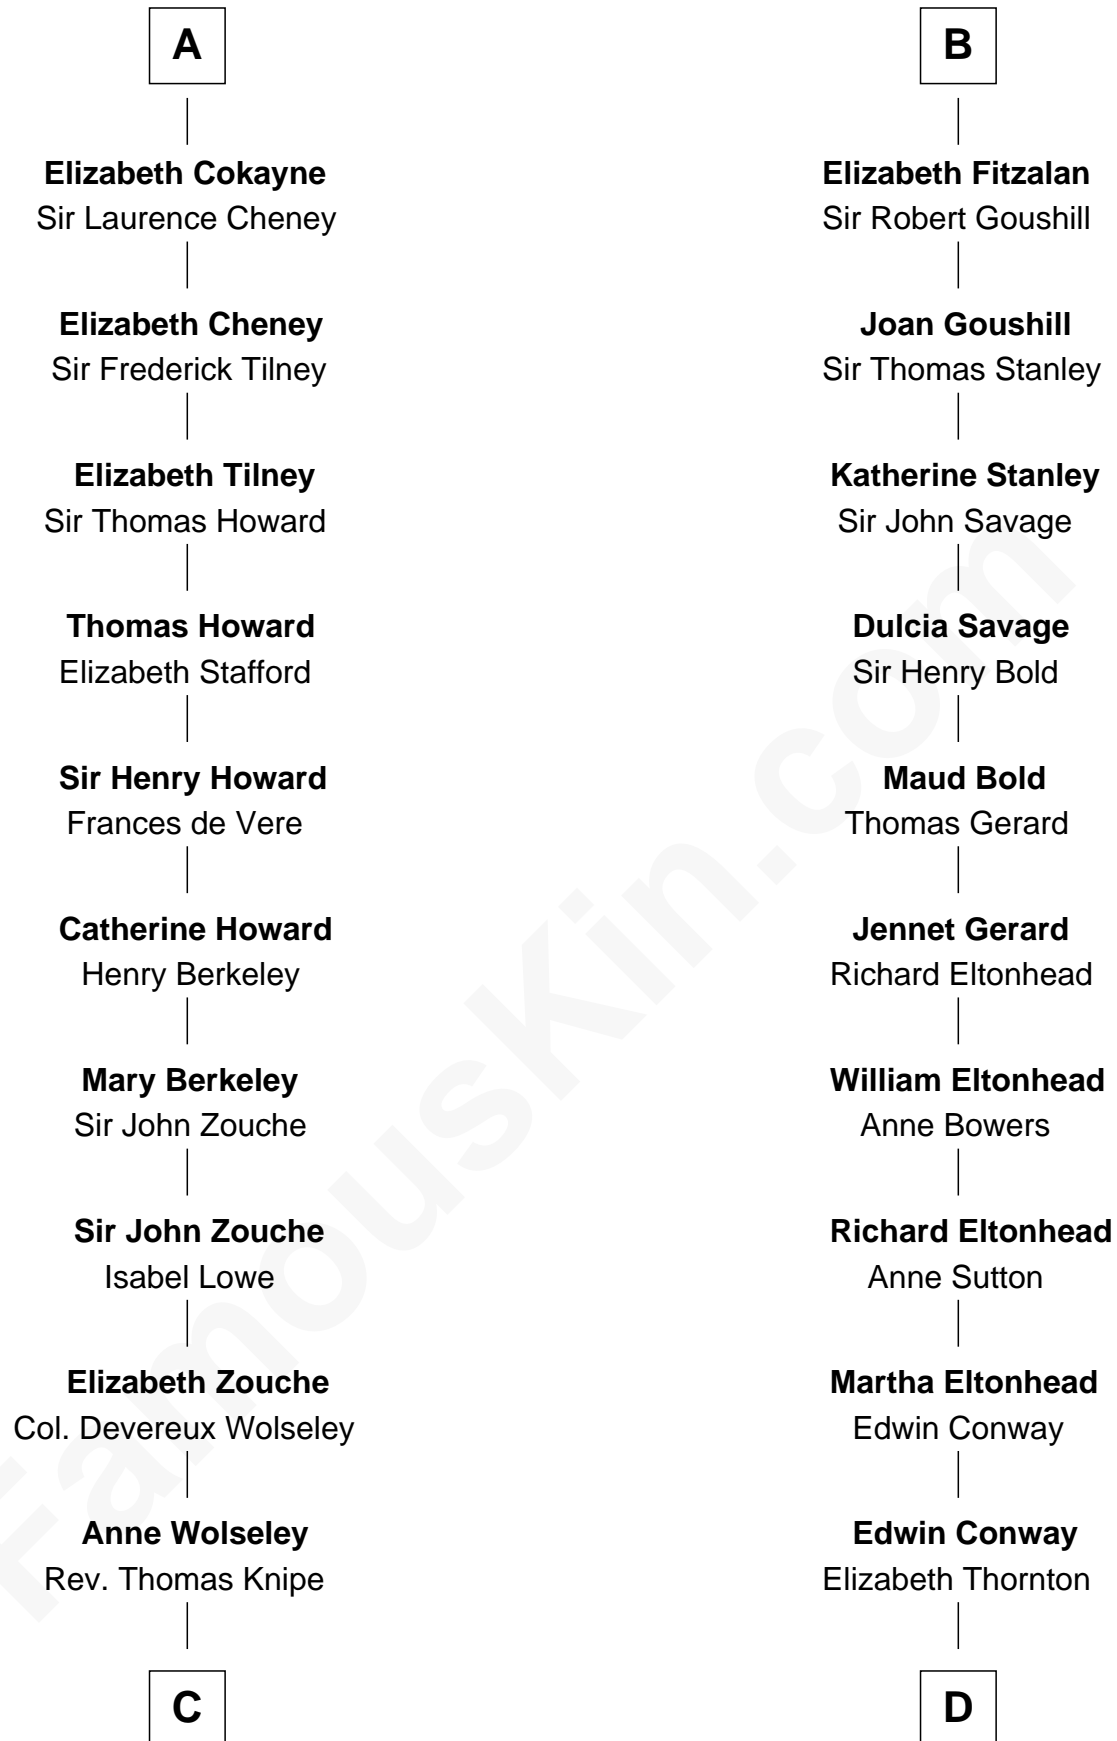 A
Elizabeth Cokayne
Sir Laurence Cheney
Elizabeth Cheney
Sir Frederick Tilney
Elizabeth Tilney
Sir Thomas Howard
Thomas Howard
Elizabeth Stafford
Sir Henry Howard
Frances de Vere
Catherine Howard
Henry Berkeley
Mary Berkeley
Sir John Zouche
Sir John Zouche
Isabel Lowe
Elizabeth Zouche
Col. Devereux Wolseley
Anne Wolseley
Rev. Thomas Knipe
C
B
Elizabeth Fitzalan
Sir Robert Goushill
Joan Goushill
Sir Thomas Stanley
Katherine Stanley
Sir John Savage
Dulcia Savage
Sir Henry Bold
Maud Bold
Thomas Gerard
Jennet Gerard
Richard Eltonhead
William Eltonhead
Anne Bowers
Richard Eltonhead
Anne Sutton
Martha Eltonhead
Edwin Conway
Edwin Conway
Elizabeth Thornton
D
FamousKin.com